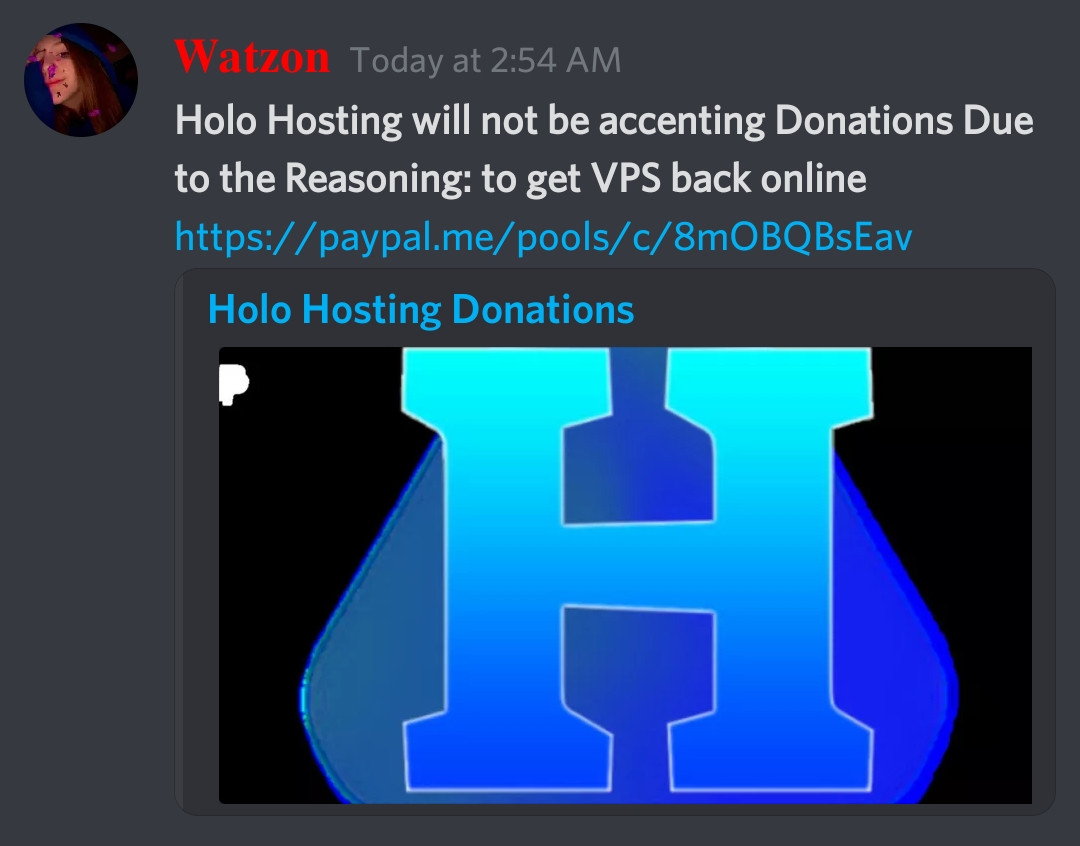 Watzon Today at 2:54 AM
Holo Hosting will not be accenting Donations Due
to the Reasoning: to get VPS back online
https://paypal.me/pools/c/8mOBQBsEav
Holo Hosting Donations
H